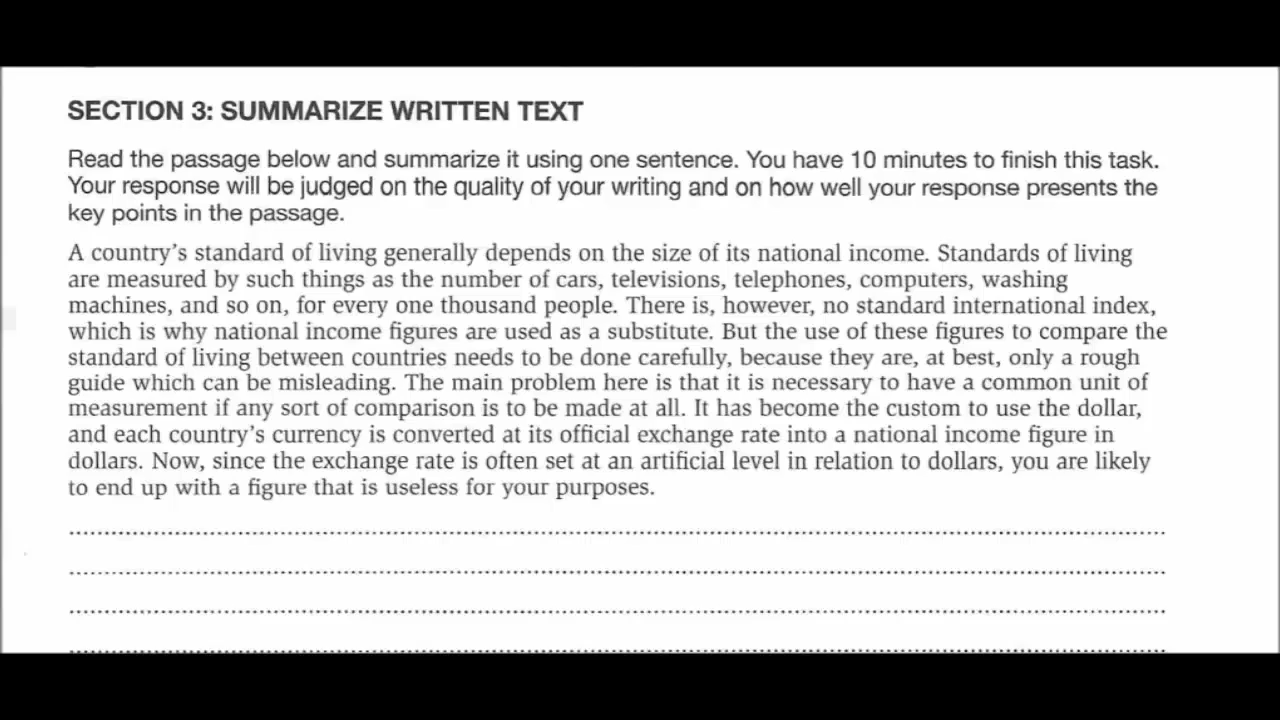 SECTION 3: SUMMARIZE WRITTEN TEXT
Read the passage below and summarize it using one sentence. You have 10 minutes to finish this task.
Your response will be judged on the quality of your writing and on how well your response presents the
key points in the passage.
A country's standard of living generally depends on the size of its national income. Standards of living
are measured by such things as the number of cars, televisions, telephones, computers, washing
machines, and so on, for every one thousand people. There is, however, no standard international index,
which is why national income figures are used as a substitute. But the use of these figures to compare the
standard of living between countries needs to be done carefully, because they are, at best, only a rough
guide which can be misleading. The main problem here is that it is necessary to have a common unit of
measurement if any sort of comparison is to be made at all. It has become the custom to use the dollar,
and each country's currency is converted at its official exchange rate into a national income figure in
dollars. Now, since the exchange rate is often set at an artificial level in relation to dollars, you are likely
to end up with a figure that is useless for your purposes.